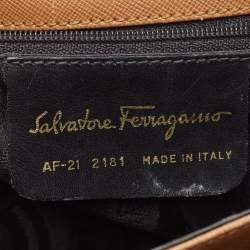 Salvatore Ferragamo
AF-21 2181 MADE IN ITALY